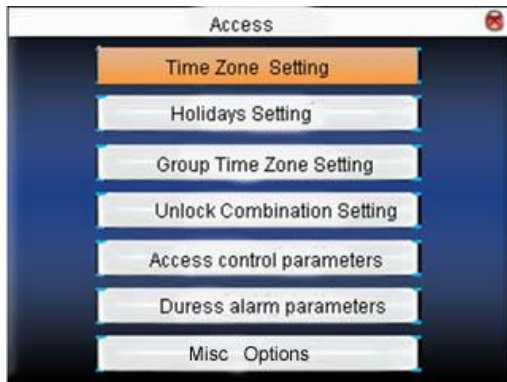 Access
Time Zone Setting
Holidays Setting
Group Time Zone Setting
Unlock Combination Setting
Access control parameters
Duress alarm parameters
Misc Options